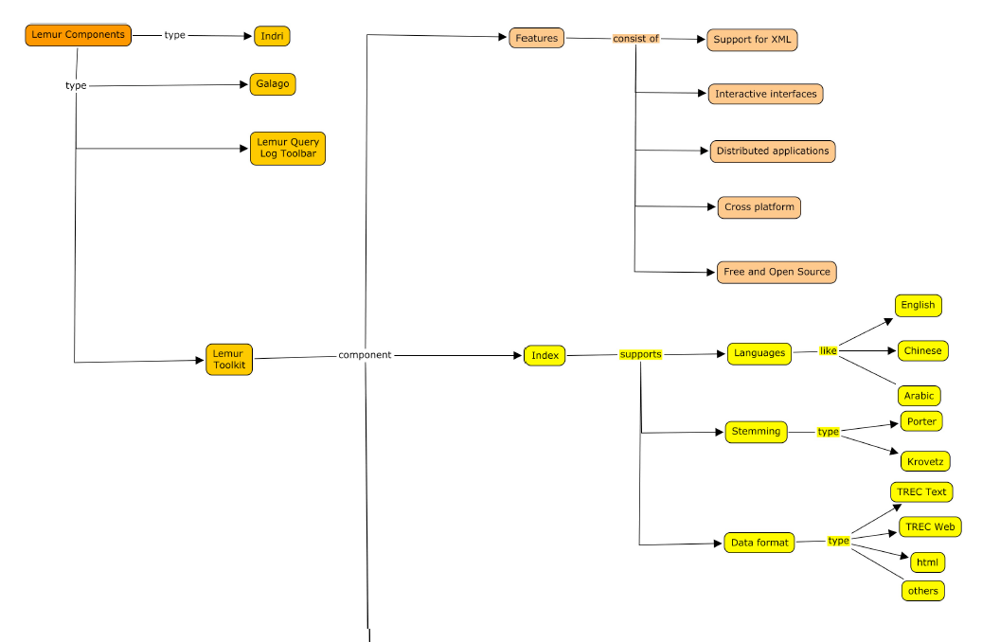 Lemur Components
type
Indri
type
Galago
Lemur Query
Log Toolbar
Lemur
Toolkit
component
Features
consist of
Support for XML
Interactive interfaces
Distributed applications
Cross platform
Free and Open Source
Index
supports
Languages
like
English
Chinese
Arabic
Stemming
type
Porter
Krovetz
Data format
type
TREC Text
TREC Web
html
others